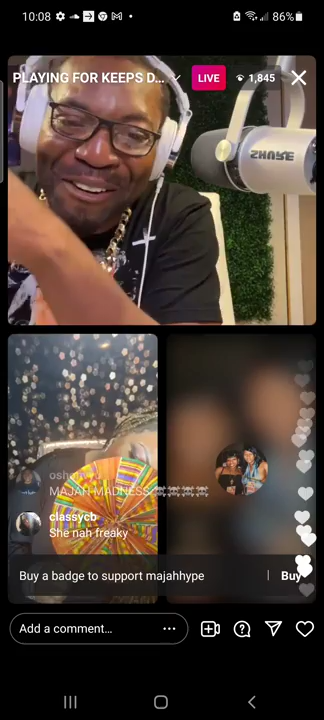 10:08
86%
PLAYING FOR KEEPS D...
LIVE
1,845
MAJAH MADNESS
classycb
She nah freaky
Buy a badge to support majahhype
Buy
Add a comment...